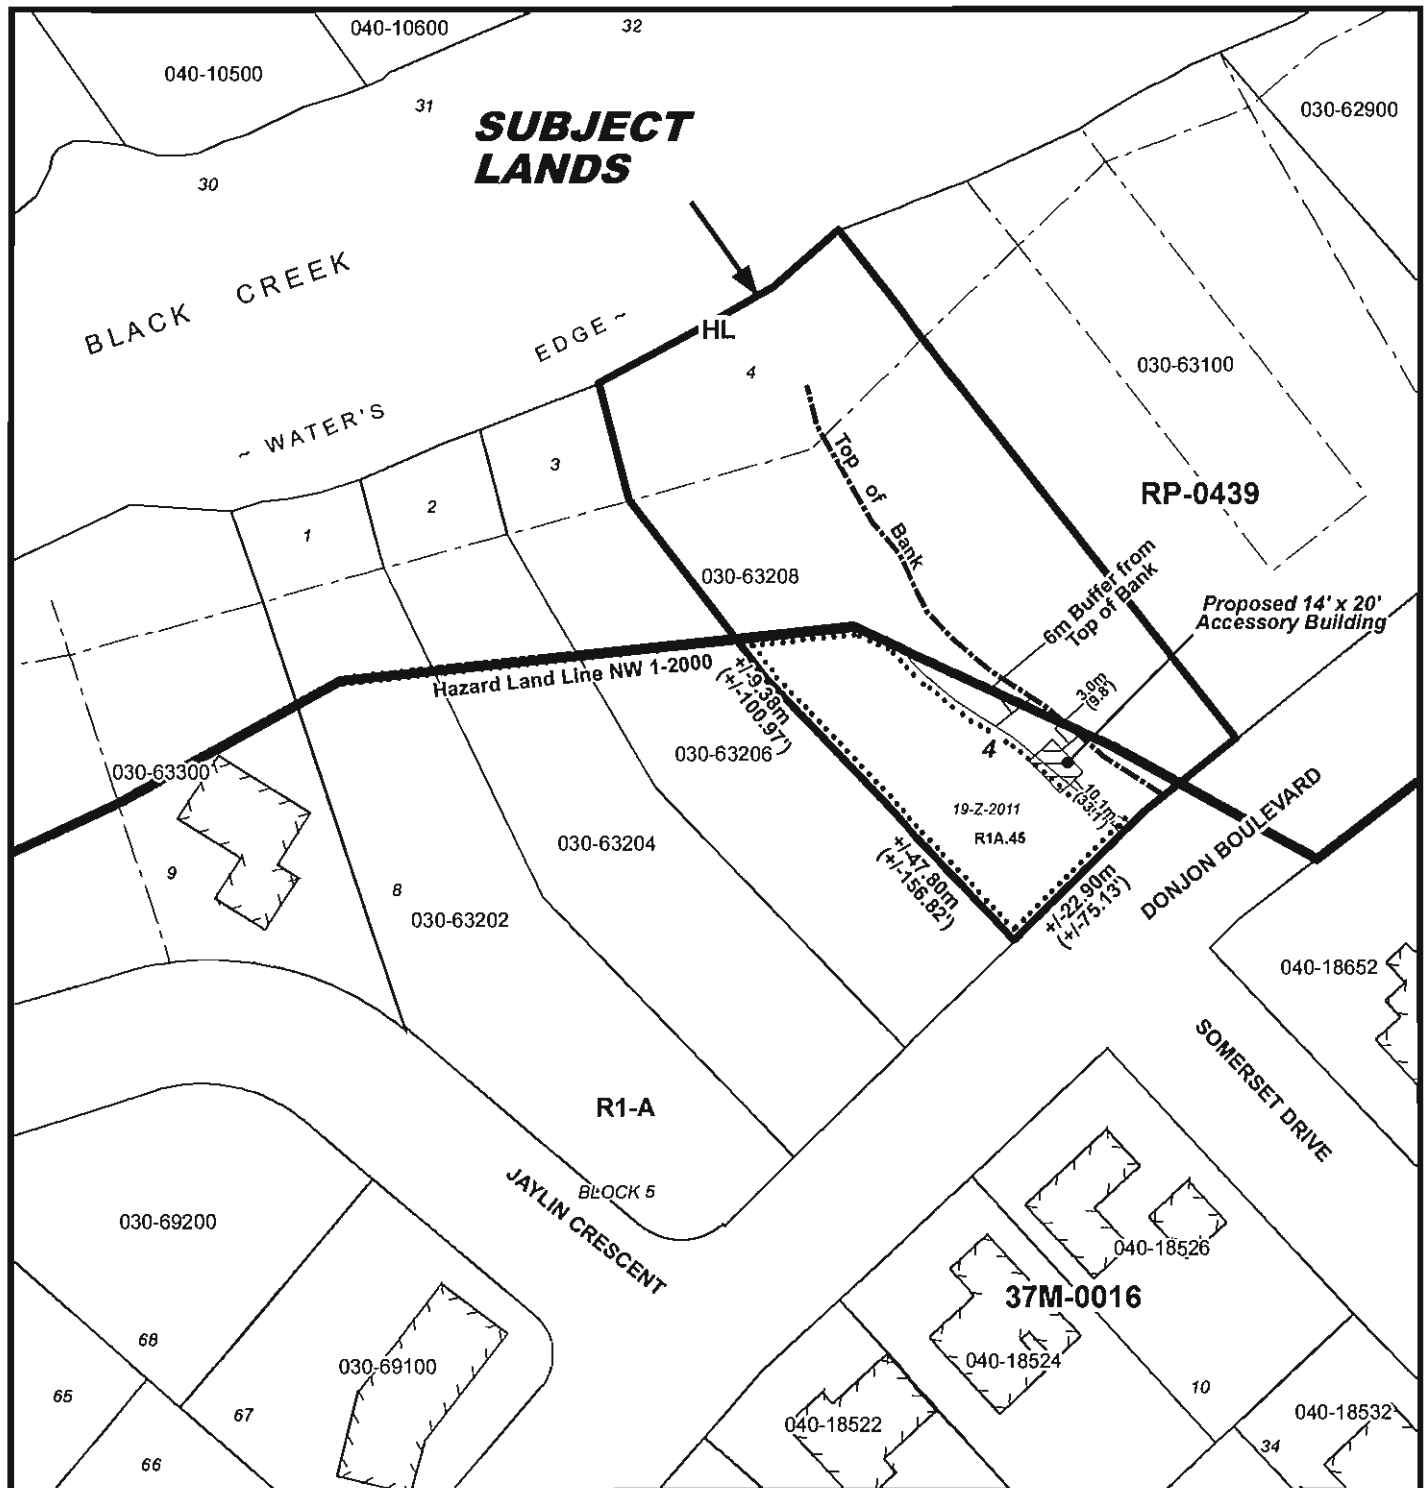 040-10600
32
040-10500
31
030-62900
SUBJECT
LANDS
30
BLACK CREEK
EDGE ~
HL
4
030-63100
~ WATER'S
3
Top of Bank
RP-0439
2
1
030-63208
6m Buffer from
Top of Bank
Proposed 14' x 20'
Accessory Building
Hazard Land Line NW 1-2000
+/-9.38m
(+/-100.97')
3.0m
(9.8')
030-63206
4
030-63300
10.1m
(33.1')
19-Z-2011
R1A.45
030-63204
DONJON BOULEVARD
9
8
030-63202
+/-47.80m
(+/-156.82')
+/-22.90m
(+/-75.13')
040-18652
SOMERSET DRIVE
R1-A
JAYLIN CRESCENT
BLOCK 5
030-69200
040-18526
37M-0016
68
030-69100
040-18524
65
67
10
040-18522
040-18532
34
66